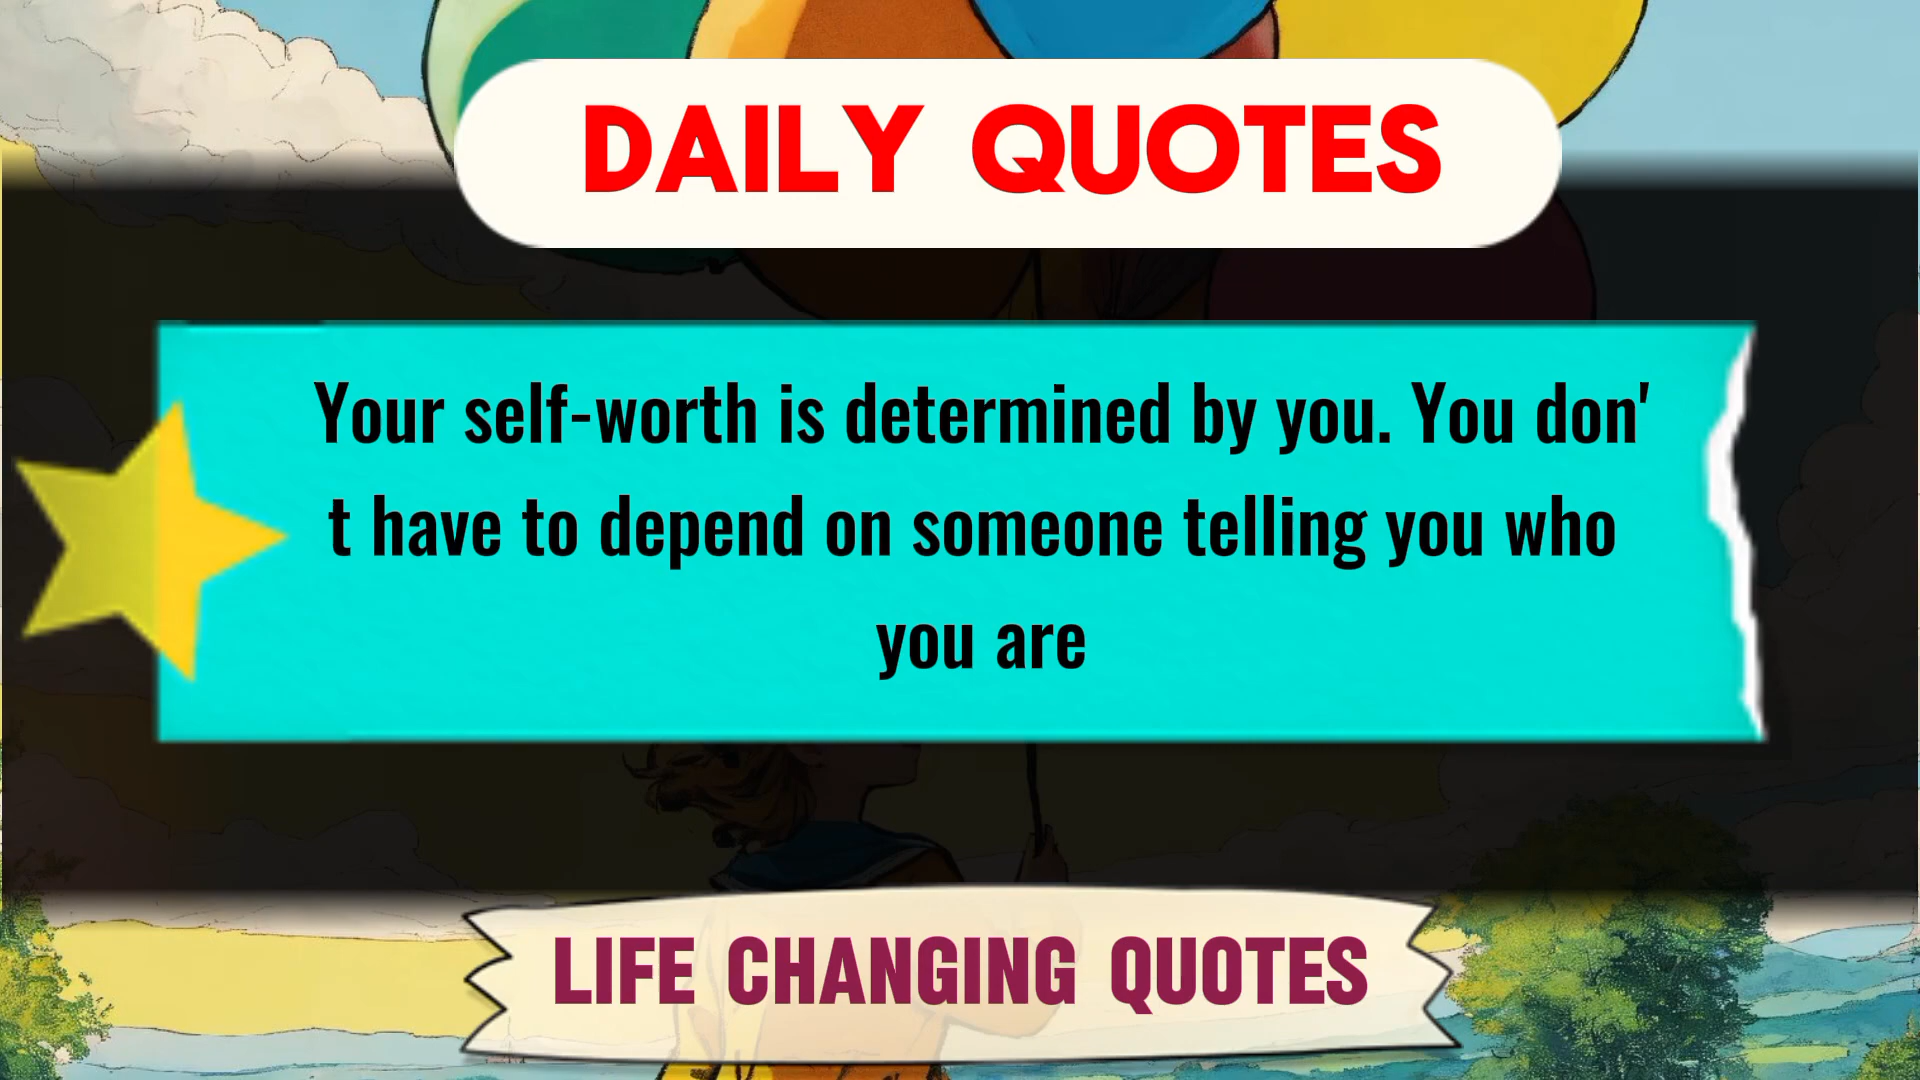 DAILY QUOTES
Your self-worth is determined by you. You don'
t have to depend on someone telling you who
you are
LIFE CHANGING QUOTES